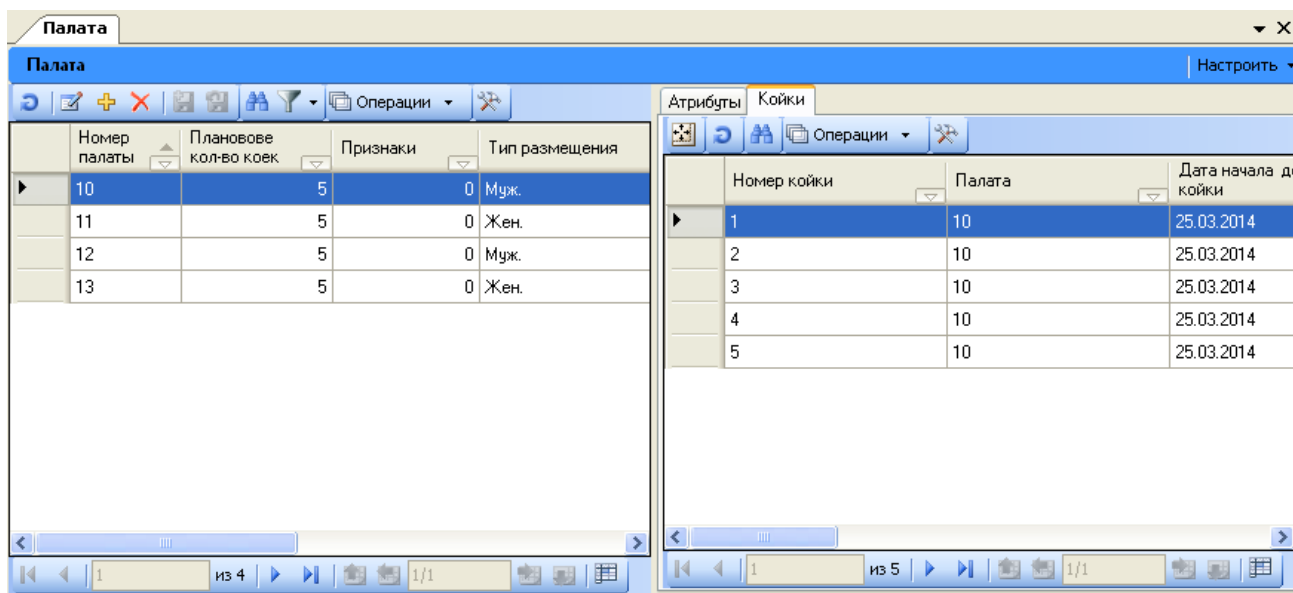 Палата
Палата
Настроить
Операции
Номер палаты
Плановове кол-во коек
Признаки
Тип размещения
10 5 0 Муж.
11 5 0 Жен.
12 5 0 Муж.
13 5 0 Жен.
1 из 4 1/1
Атрибуты Койки
Операции
Номер койки
Палата
Дата начала д
койки
1 10 25.03.2014
2 10 25.03.2014
3 10 25.03.2014
4 10 25.03.2014
5 10 25.03.2014
1 из 5 1/1